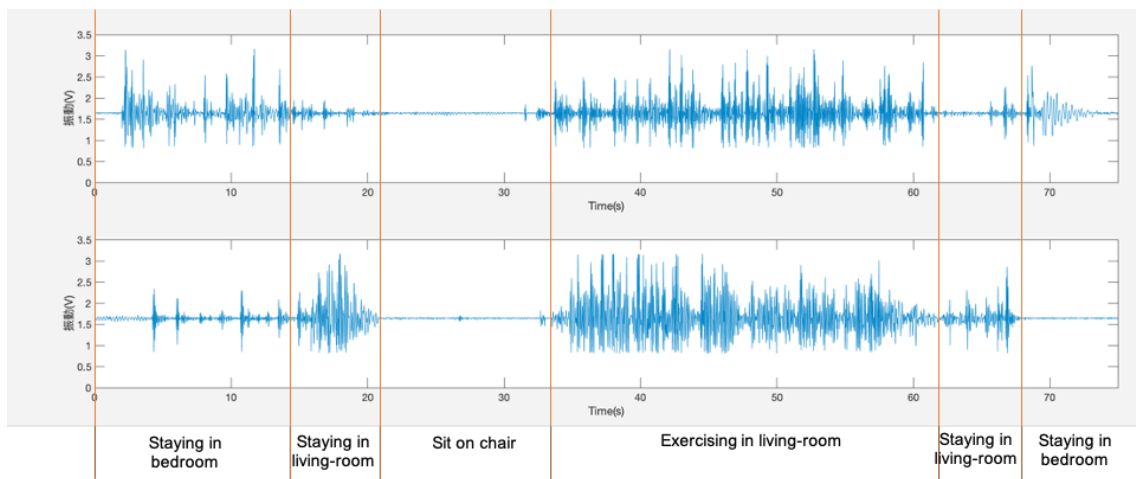 3.5
3
2.5
2
1.5
1
0.5
0
振動(V)
0 10 20 30 40 50 60 70
Time(s)
3.5
3
2.5
2
1.5
1
0.5
0
振動(V)
0 10 20 30 40 50 60 70
Time(s)
Staying in
bedroom
Staying in
living-room
Sit on chair
Exercising in living-room
Staying in
living-room
Staying in
bedroom